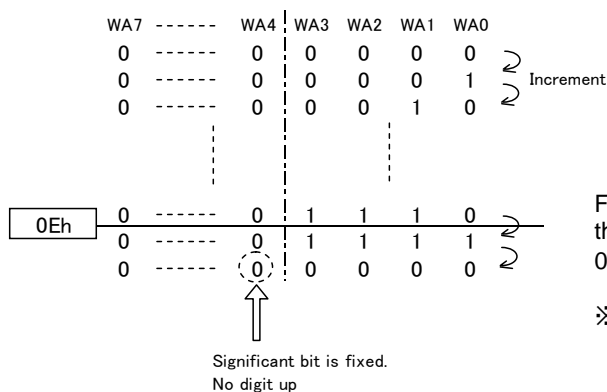 WA7 ------ WA4 WA3 WA2 WA1 WA0
0 ------ 0 0 0 0 0
0 ------ 0 0 0 0 1
Increment
0 ------ 0 0 0 1 0
0 ------ 0 1 1 1 0
0Eh
0 ------ 0 1 1 1 1
0 ------ 0 0 0 0 0
F
th
0
※
Significant bit is fixed.
No digit up